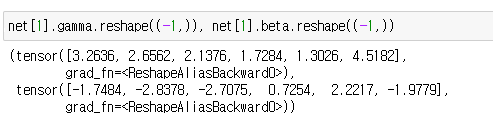 net[1].gamma.reshape((-1,)), net[1].beta.reshape((-1,))
(tensor([3.2636, 2.6562, 2.1376, 1.7284, 1.3026, 4.5182],
grad_fn=<ReshapeAliasBackward0>),
tensor([-1.7484, -2.8378, -2.7075, 0.7254, 2.2217, -1.9779],
grad_fn=<ReshapeAliasBackward0>))